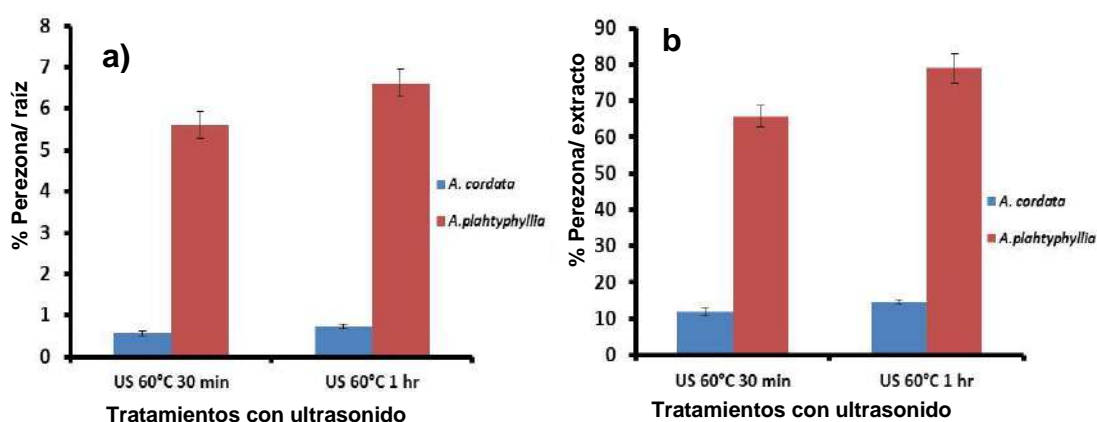 a)
% Perezona/ raíz
8
7
6
5
4
3
2
1
0
A. cordata
A.plahtyphyllia
US 60°C 30 min
US 60°C 1 hr
Tratamientos con ultrasonido
b
% Perezona/ extracto
90
80
70
60
50
40
30
20
10
0
A. cordata
A.plahtyphyllia
US 60°C 30 min
US 60°C 1 hr
Tratamientos con ultrasonido